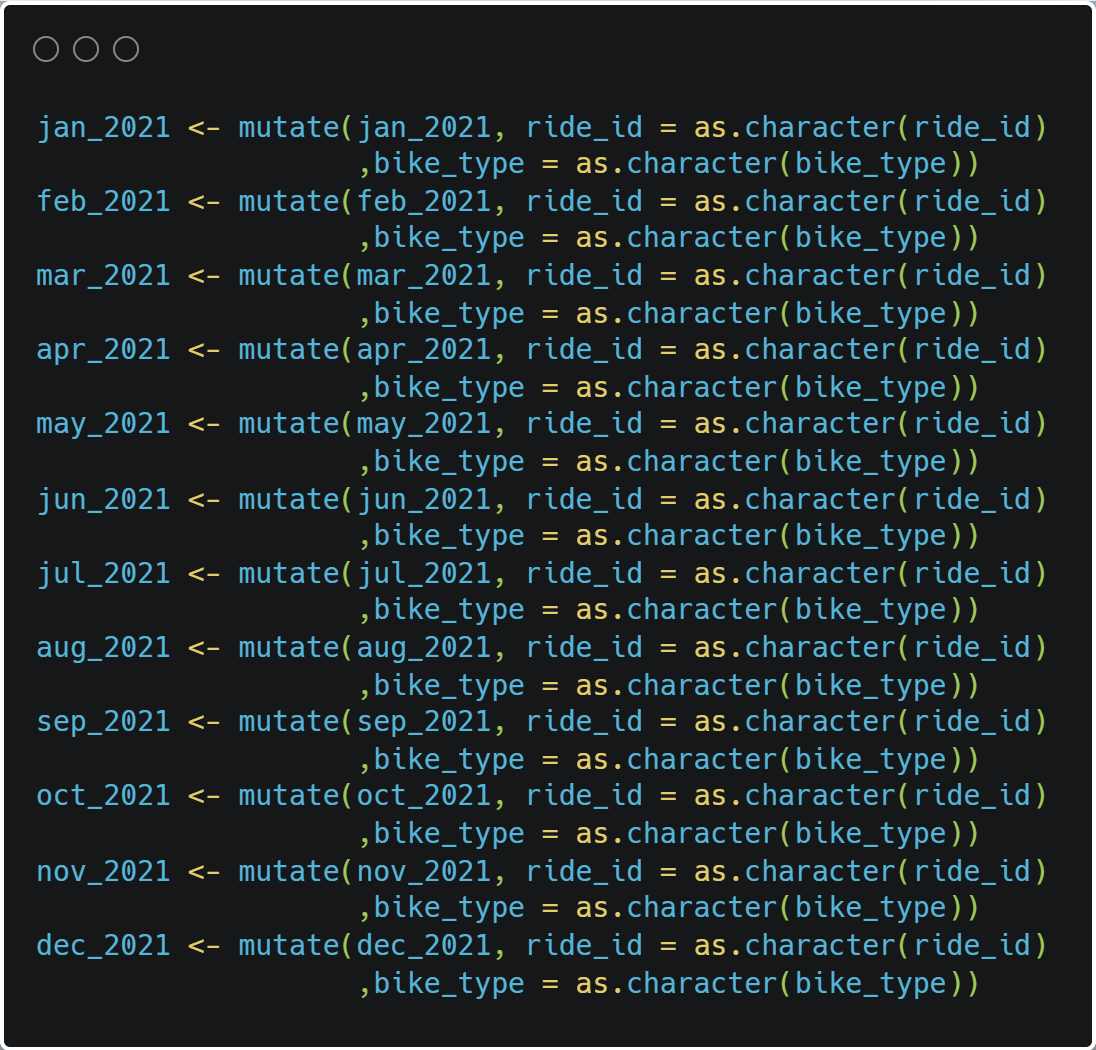 jan_2021 <- mutate(jan_2021, ride_id = as.character(ride_id)
,bike_type = as.character(bike_type))
feb_2021 <- mutate(feb_2021, ride_id = as.character(ride_id)
,bike_type = as.character(bike_type))
mar_2021 <- mutate(mar_2021, ride_id = as.character(ride_id)
,bike_type = as.character(bike_type))
apr_2021 <- mutate(apr_2021, ride_id = as.character(ride_id)
,bike_type = as.character(bike_type))
may_2021 <- mutate(may_2021, ride_id = as.character(ride_id)
,bike_type = as.character(bike_type))
jun_2021 <- mutate(jun_2021, ride_id = as.character(ride_id)
,bike_type = as.character(bike_type))
jul_2021 <- mutate(jul_2021, ride_id = as.character(ride_id)
,bike_type = as.character(bike_type))
aug_2021 <- mutate(aug_2021, ride_id = as.character(ride_id)
,bike_type = as.character(bike_type))
sep_2021 <- mutate(sep_2021, ride_id = as.character(ride_id)
,bike_type = as.character(bike_type))
oct_2021 <- mutate(oct_2021, ride_id = as.character(ride_id)
,bike_type = as.character(bike_type))
nov_2021 <- mutate(nov_2021, ride_id = as.character(ride_id)
,bike_type = as.character(bike_type))
dec_2021 <- mutate(dec_2021, ride_id = as.character(ride_id)
,bike_type = as.character(bike_type))